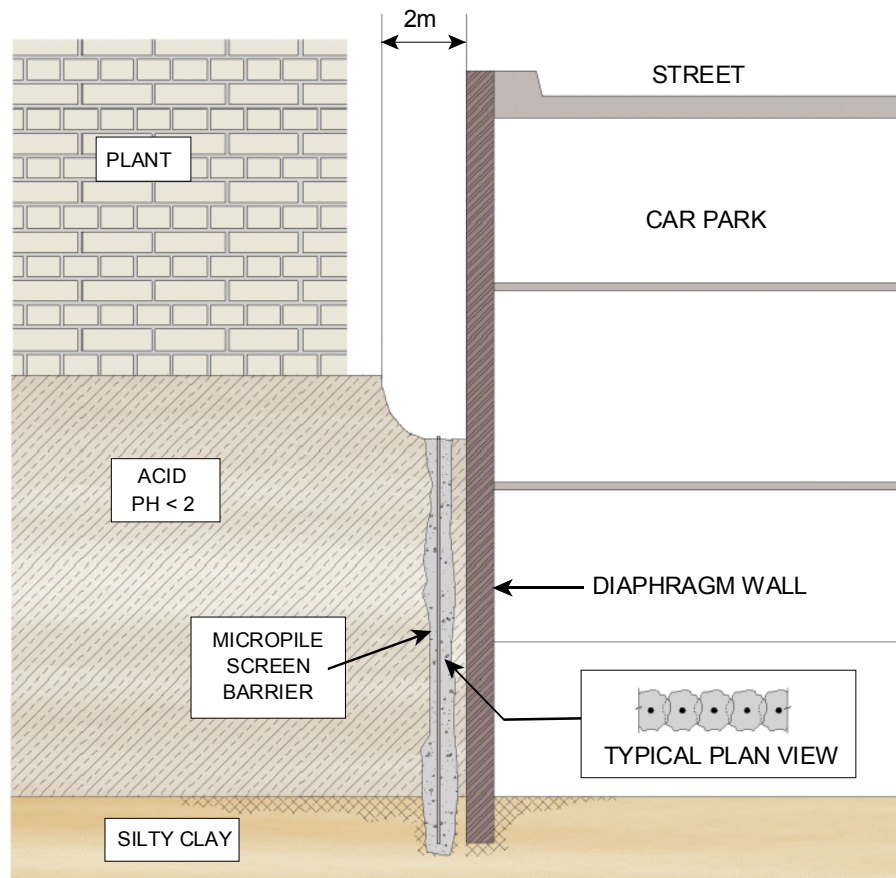 2m
STREET
PLANT
CAR PARK
ACID
PH < 2
DIAPHRAGM WALL
MICROPILE
SCREEN
BARRIER
TYPICAL PLAN VIEW
SILTY CLAY